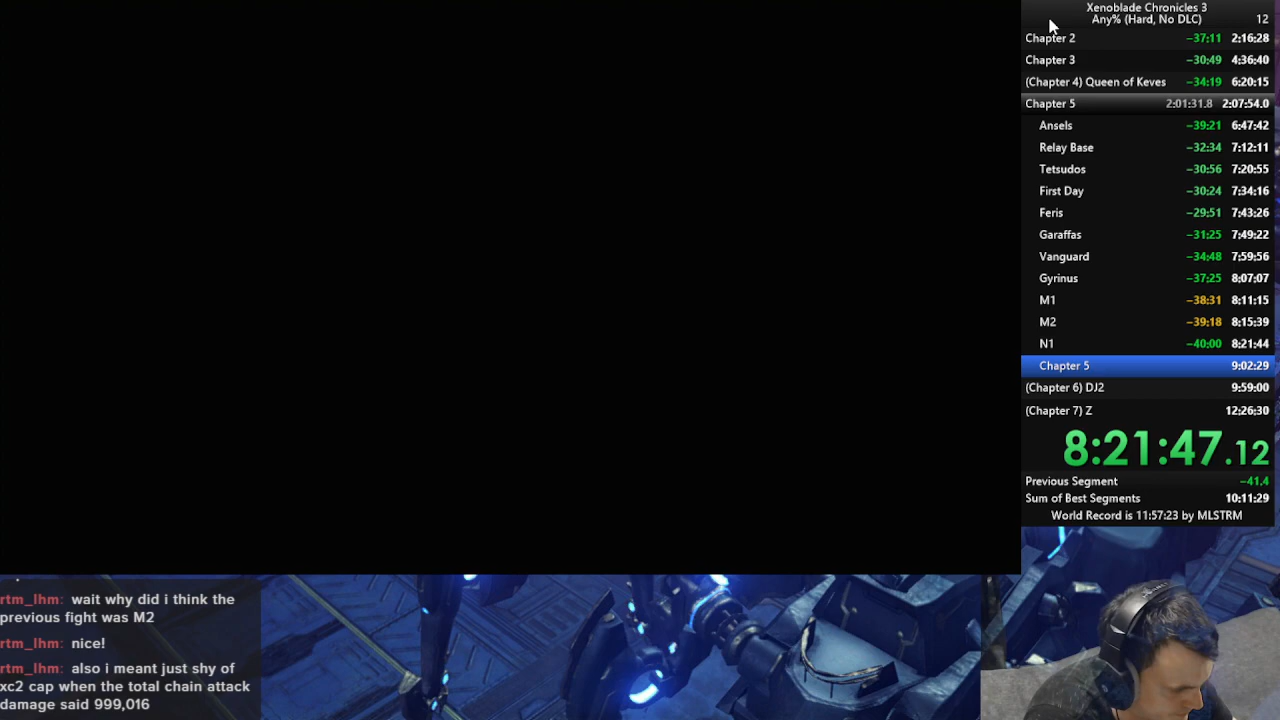 Xenoblade Chronicles 3
Any% (Hard, No DLC) 12
Chapter 2 −37:11 2:16:28
Chapter 3 −30:49 4:36:40
(Chapter 4) Queen of Keves −34:19 6:20:15
Chapter 5 2:01:31.8 2:07:54.0
Ansels −39:21 6:47:42
Relay Base −32:34 7:12:11
Tetsudos −30:56 7:20:55
First Day −30:24 7:34:16
Feris −29:51 7:43:26
Garaffas −31:25 7:49:22
Vanguard −34:48 7:59:56
Gyrinus −37:25 8:07:07
M1 −38:31 8:11:15
M2 −39:18 8:15:39
N1 −40:00 8:21:44
Chapter 5 9:02:29
(Chapter 6) DJ2 9:59:00
(Chapter 7) Z 12:26:30
8:21:47.12
Previous Segment −41.4
Sum of Best Segments 10:11:29
World Record is 11:57:23 by MLSTRM
rtm_lhm: wait why did i think the
previous fight was M2
rtm_lhm: nice!
rtm_lhm: also i meant just shy of
xc2 cap when the total chain attack
damage said 999,016